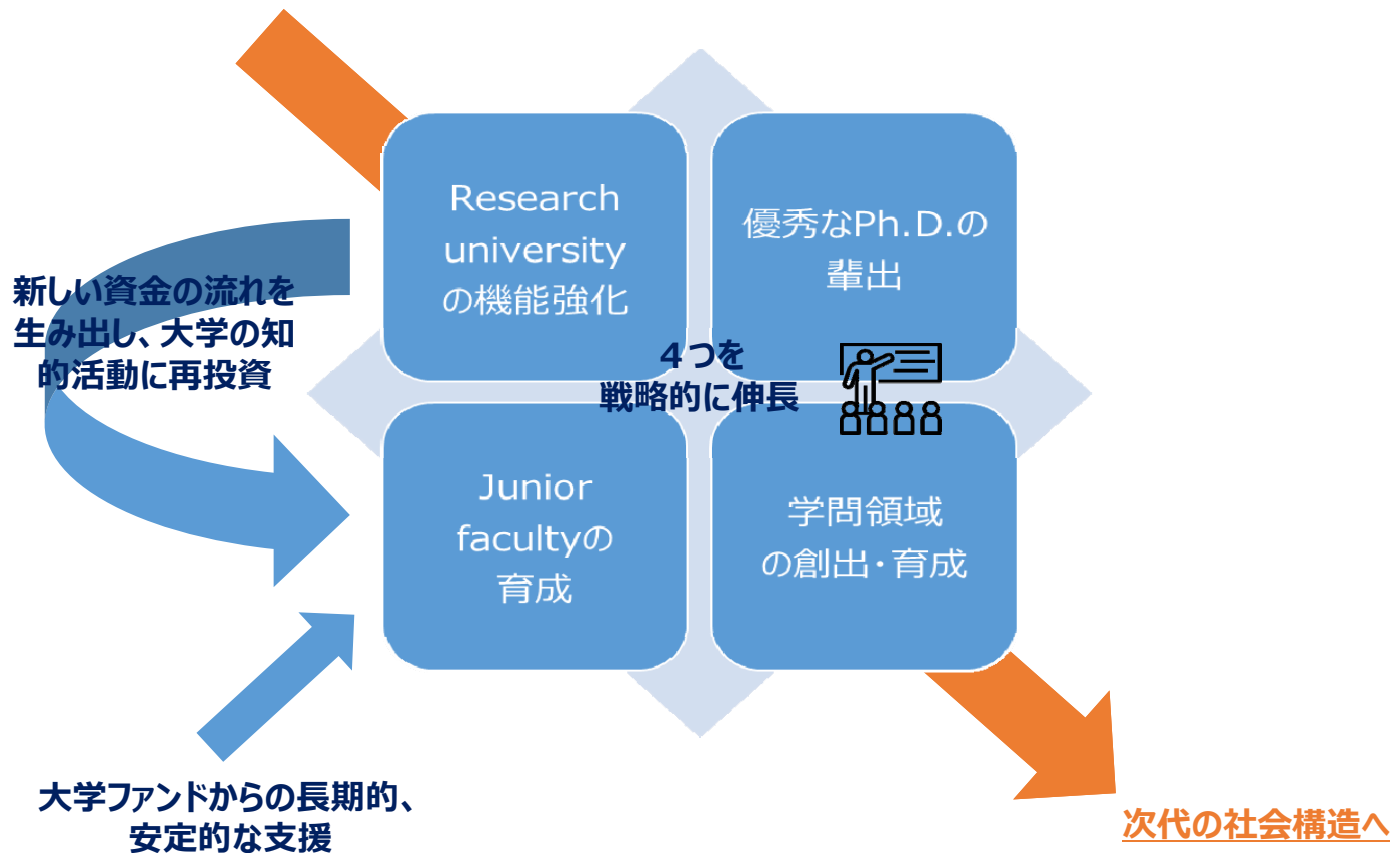 Research
university
の機能強化
優秀なPh.D.の
輩出
新しい資金の流れを
生み出し、大学の知
的活動に再投資
４つを
戦略的に伸長
Junior
facultyの
育成
学問領域
の創出・育成
大学ファンドからの長期的、
安定的な支援
次代の社会構造へ